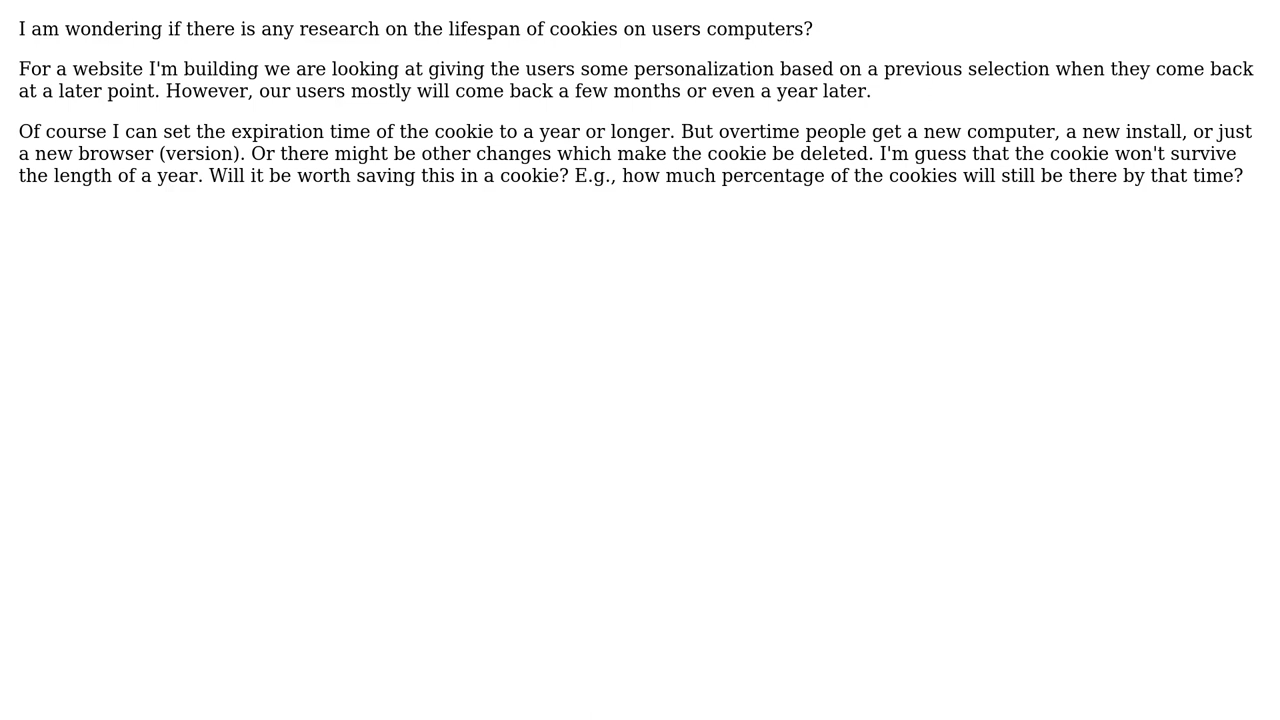 I am wondering if there is any research on the lifespan of cookies on users computers?
For a website I'm building we are looking at giving the users some personalization based on a previous selection when they come back
at a later point. However, our users mostly will come back a few months or even a year later.
Of course I can set the expiration time of the cookie to a year or longer. But overtime people get a new computer, a new install, or just
a new browser (version). Or there might be other changes which make the cookie be deleted. I'm guess that the cookie won't survive
the length of a year. Will it be worth saving this in a cookie? E.g., how much percentage of the cookies will still be there by that time?